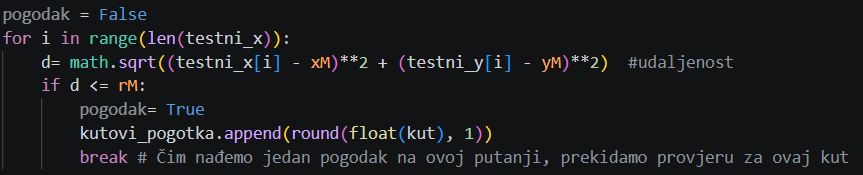 pogodak = False
for i in range(len(testni_x)):
    d= math.sqrt((testni_x[i] - xM)**2 + (testni_y[i] - yM)**2)  #udaljenost
    if d <= rM:
        pogodak= True
        kutovi_pogotka.append(round(float(kut), 1))
        break # Čim nađemo jedan pogodak na ovoj putanji, prekidamo provjeru za ovaj kut